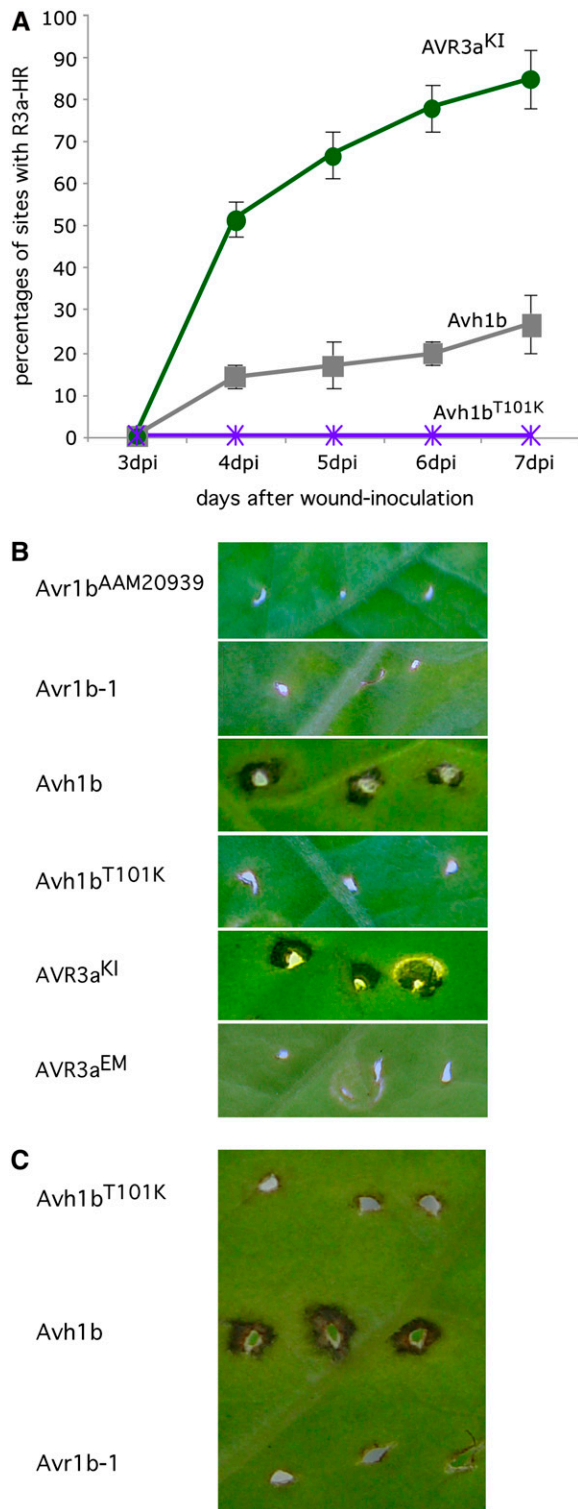 A
percentages of sites with R3a-HR
100
90
80
70
60
50
40
30
20
10
0
AVR3aᴷᴵ
Avh1b
Avh1bᵀ¹⁰¹ᴷ
3dpi 4dpi 5dpi 6dpi 7dpi
days after wound-inoculation
B
Avr1bᴬᴬᴹ²⁰⁹³⁹
Avr1b-1
Avh1b
Avh1bᵀ¹⁰¹ᴷ
AVR3aᴷᴵ
AVR3aᴱᴹ
C
Avh1bᵀ¹⁰¹ᴷ
Avh1b
Avr1b-1